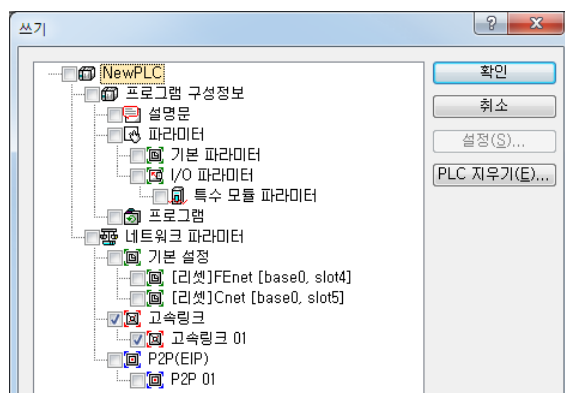 쓰기
NewPLC
프로그램 구성정보
설명문
파라미터
기본 파라미터
I/O 파라미터
특수 모듈 파라미터
프로그램
네트워크 파라미터
기본 설정
[리셋]FEnet [base0, slot4]
[리셋]Cnet [base0, slot5]
고속링크
고속링크 01
P2P(EIP)
P2P 01
확인
취소
설정(S)...
PLC 지우기(E)...